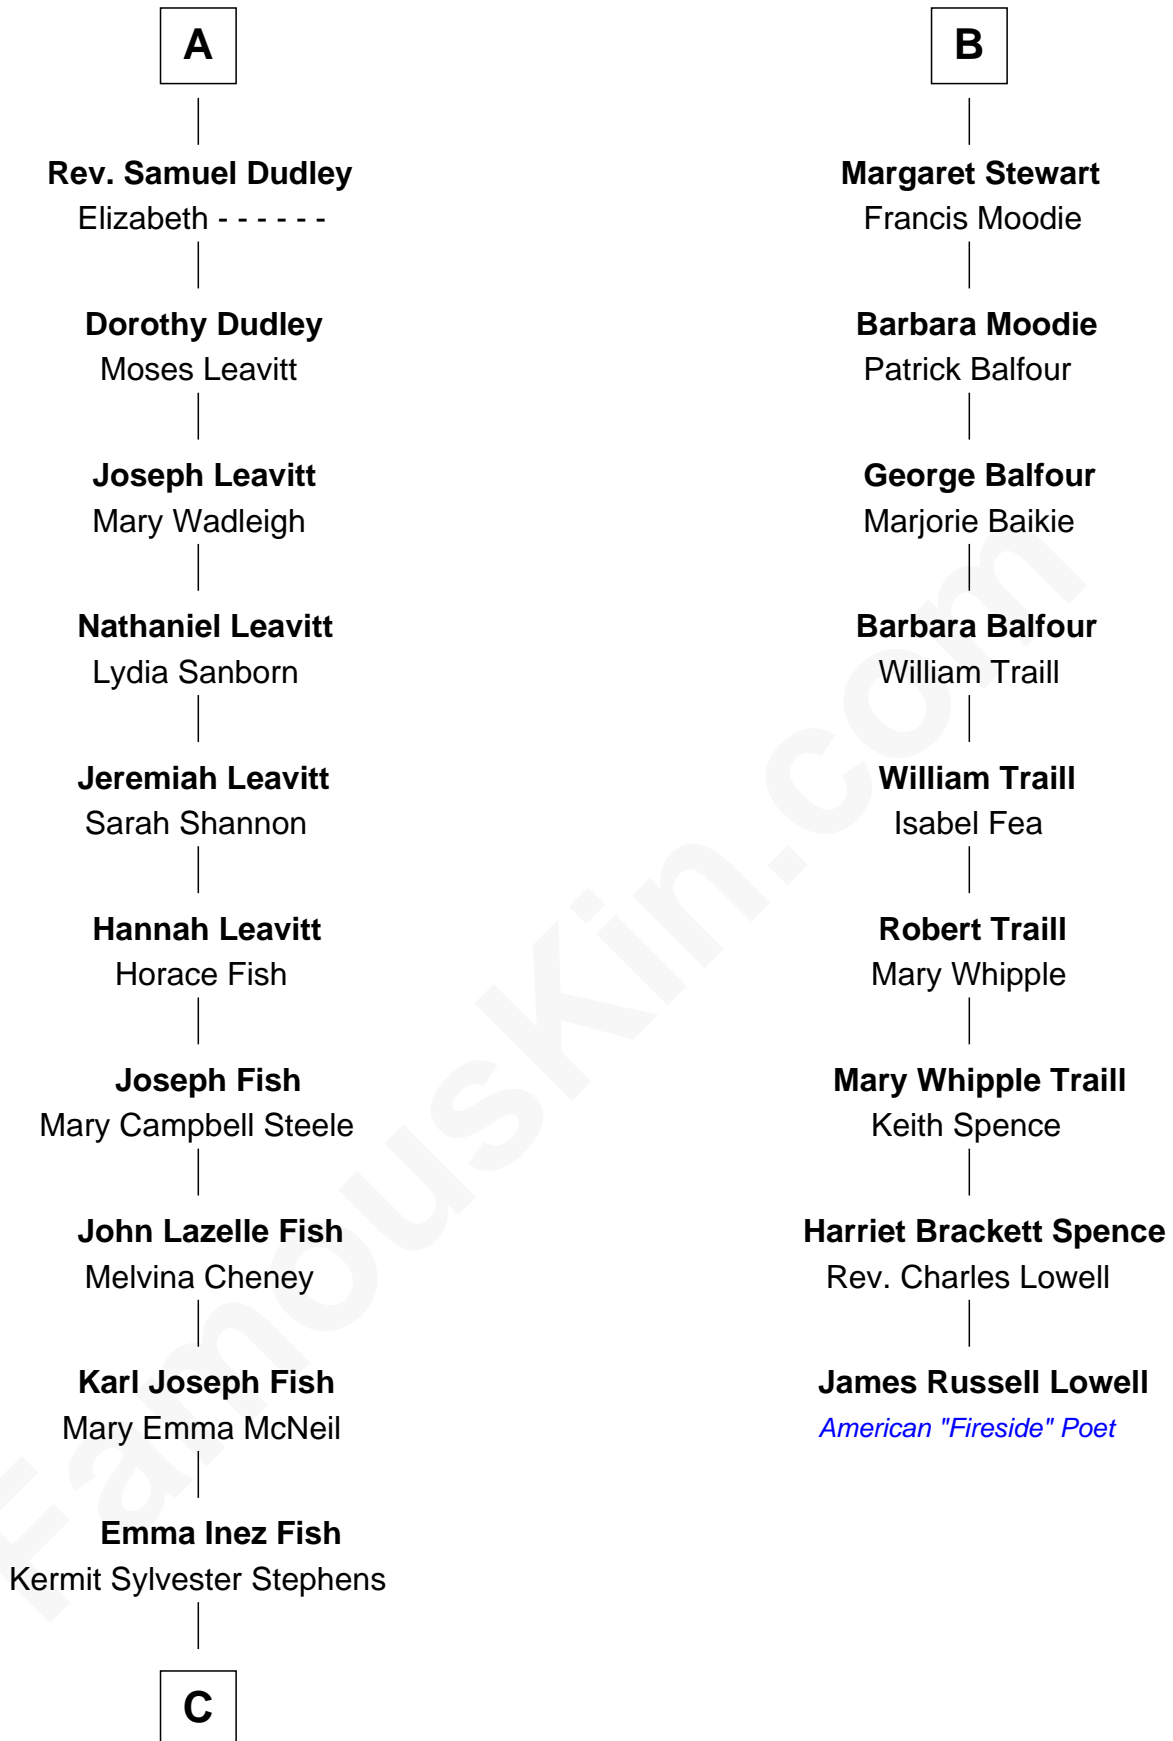 A
Rev. Samuel Dudley
Elizabeth - - - - - -
Dorothy Dudley
Moses Leavitt
Joseph Leavitt
Mary Wadleigh
Nathaniel Leavitt
Lydia Sanborn
Jeremiah Leavitt
Sarah Shannon
Hannah Leavitt
Horace Fish
Joseph Fish
Mary Campbell Steele
John Lazelle Fish
Melvina Cheney
Karl Joseph Fish
Mary Emma McNeil
Emma Inez Fish
Kermit Sylvester Stephens
C
B
Margaret Stewart
Francis Moodie
Barbara Moodie
Patrick Balfour
George Balfour
Marjorie Baikie
Barbara Balfour
William Traill
William Traill
Isabel Fea
Robert Traill
Mary Whipple
Mary Whipple Traill
Keith Spence
Harriet Brackett Spence
Rev. Charles Lowell
James Russell Lowell
American "Fireside" Poet
FamousKin.com